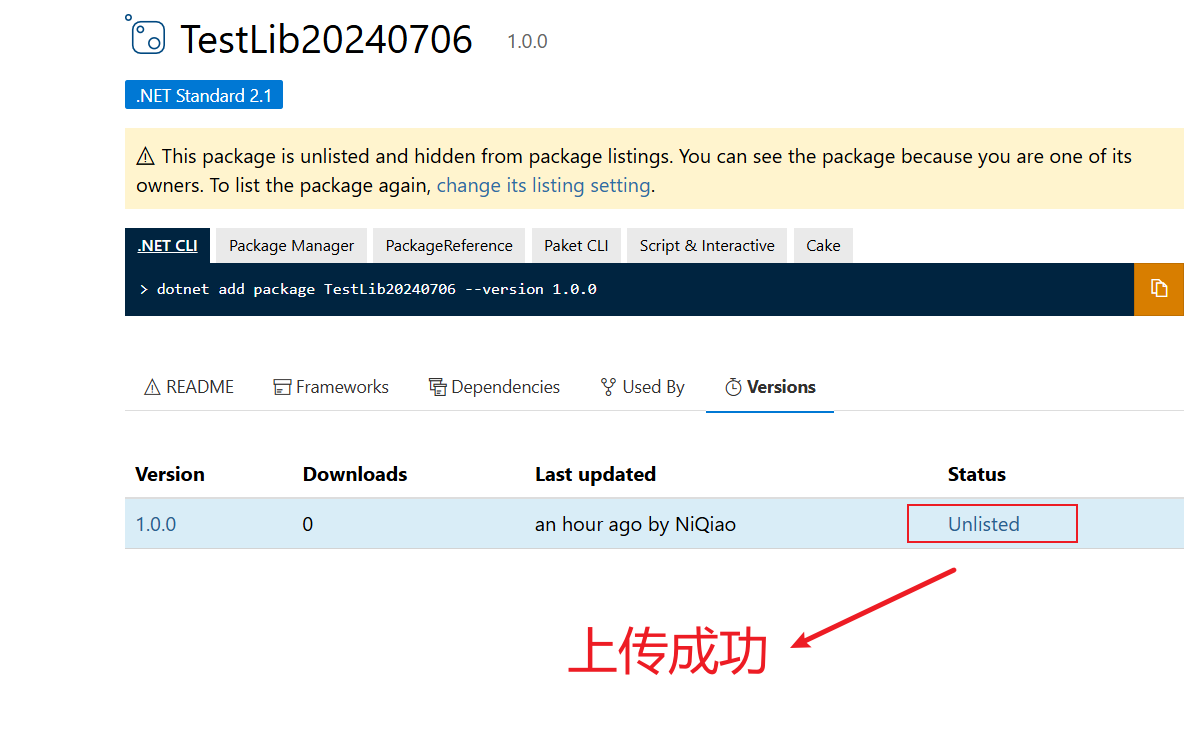 TestLib20240706 1.0.0
.NET Standard 2.1
This package is unlisted and hidden from package listings. You can see the package because you are one of its
owners. To list the package again, change its listing setting.
.NET CLI Package Manager PackageReference Paket CLI Script & Interactive Cake
> dotnet add package TestLib20240706 --version 1.0.0
README Frameworks Dependencies Used By Versions
Version Downloads Last updated Status
1.0.0 0 an hour ago by NiQiao Unlisted
上传成功